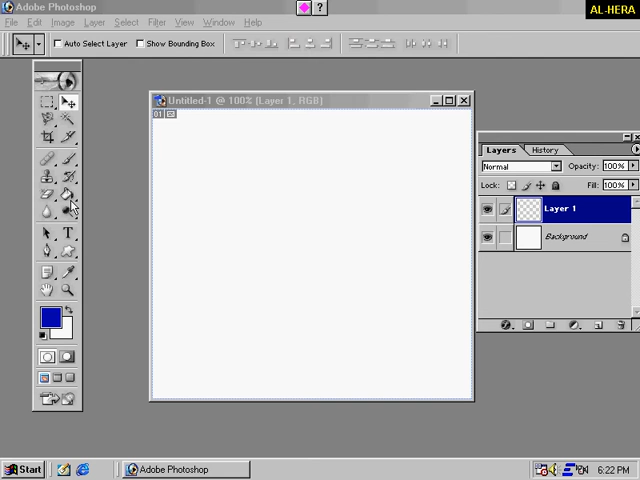 Adobe Photoshop
?
AL-HERA
File Edit Image Layer Select Filter View Window Help
Auto Select Layer Show Bounding Box
Untitled-1 @ 100% (Layer 1, RGB)
01
Layers History
Normal Opacity: 100%
Lock: Fill: 100%
Layer 1
Background
T
Start Adobe Photoshop EN 6:22 PM